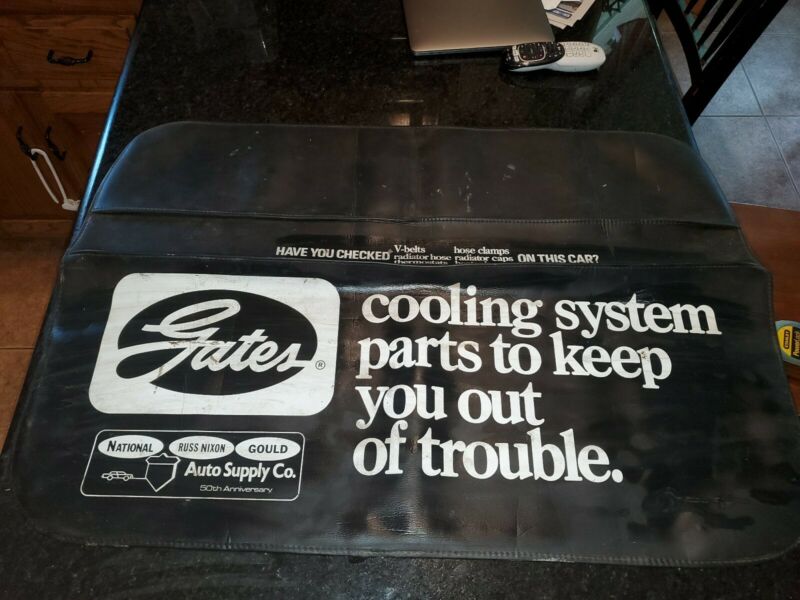 HAVE YOU CHECKED V-belts hose clamps ON THIS CAR?
radiator hose radiator caps
thermostats
Gates®
cooling system
parts to keep
you out
of trouble.
NATIONAL RUSS NIXON GOULD
Auto Supply Co.
50th Anniversary
STANLEY